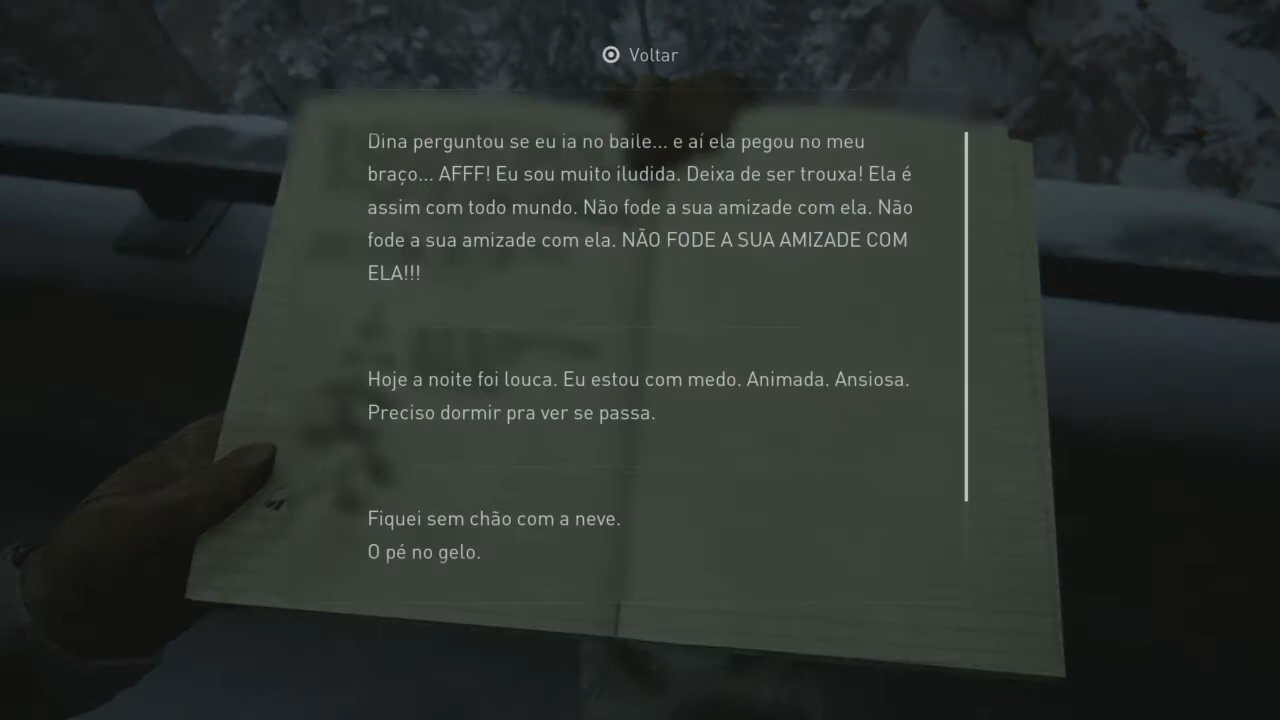 Voltar
Dina perguntou se eu ia no baile... e aí ela pegou no meu
braço... AFFF! Eu sou muito iludida. Deixa de ser trouxa! Ela é
assim com todo mundo. Não fode a sua amizade com ela. Não
fode a sua amizade com ela. NÃO FODE A SUA AMIZADE COM
ELA!!!
Hoje a noite foi louca. Eu estou com medo. Animada. Ansiosa.
Preciso dormir pra ver se passa.
Fiquei sem chão com a neve.
O pé no gelo.